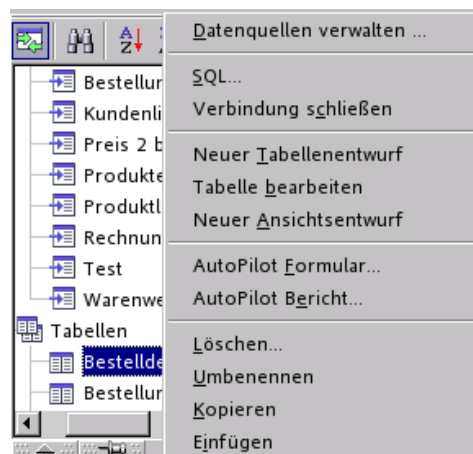 Bestellur
Kundenli
Preis 2 b
Produkte
Produktl
Rechnun
Test
Warenwe
Tabellen
Bestellde
Bestellur
Datenquellen verwalten ...
SQL...
Verbindung schließen
Neuer Tabellenentwurf
Tabelle bearbeiten
Neuer Ansichtsentwurf
AutoPilot Formular...
AutoPilot Bericht...
Löschen...
Umbenennen
Kopieren
Einfügen